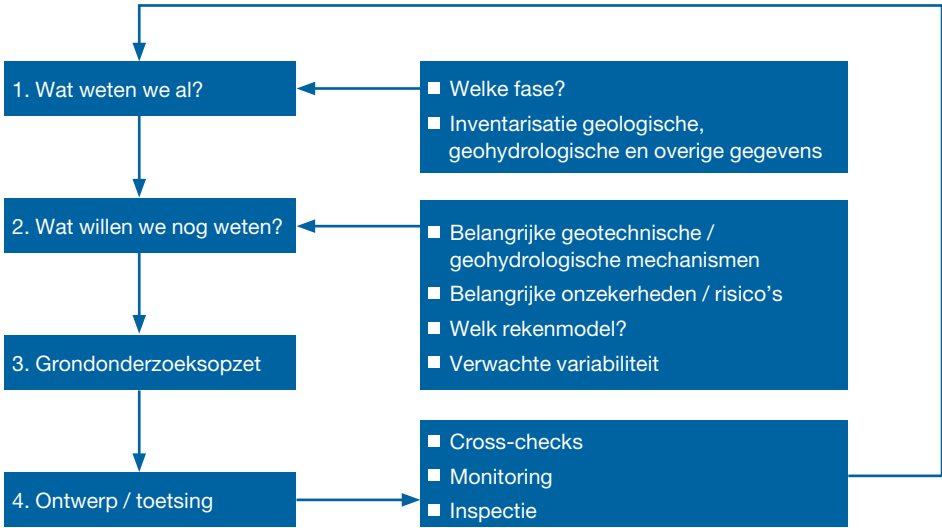 1. Wat weten we al?
■ Welke fase?
■ Inventarisatie geologische,
geohydrologische en overige gegevens
2. Wat willen we nog weten?
■ Belangrijke geotechnische /
geohydrologische mechanismen
■ Belangrijke onzekerheden / risico's
■ Welk rekenmodel?
■ Verwachte variabiliteit
3. Grondonderzoeksopzet
4. Ontwerp / toetsing
■ Cross-checks
■ Monitoring
■ Inspectie